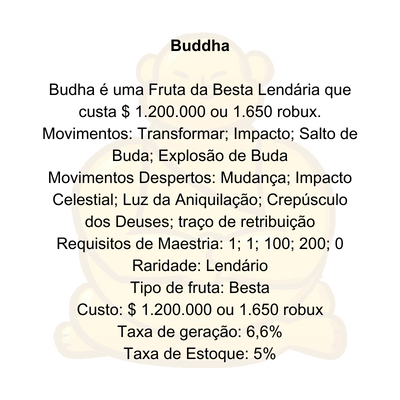 Buddha
Budha é uma Fruta da Besta Lendária que
custa $ 1.200.000 ou 1.650 robux.
Movimentos: Transformar; Impacto; Salto de
Buda; Explosão de Buda
Movimentos Despertos: Mudança; Impacto
Celestial; Luz da Aniquilação; Crepúsculo
dos Deuses; traço de retribuição
Requisitos de Maestria: 1; 1; 100; 200; 0
Raridade: Lendário
Tipo de fruta: Besta
Custo: $ 1.200.000 ou 1.650 robux
Taxa de geração: 6,6%
Taxa de Estoque: 5%